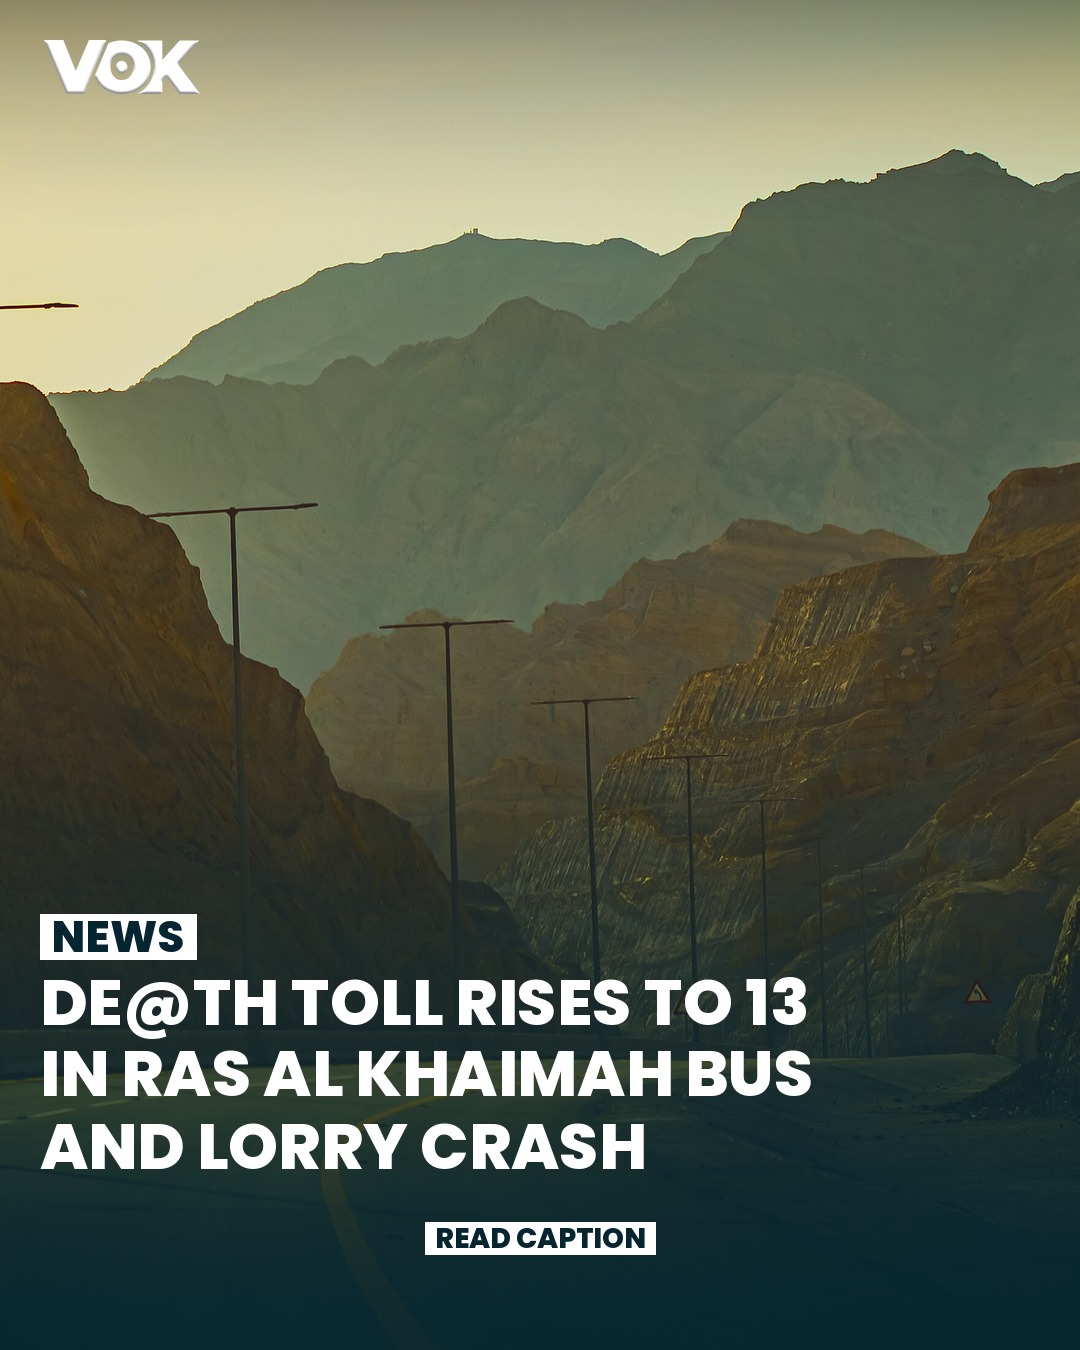 VOK
NEWS
DE@TH TOLL RISES TO 13
IN RAS AL KHAIMAH BUS
AND LORRY CRASH
READ CAPTION